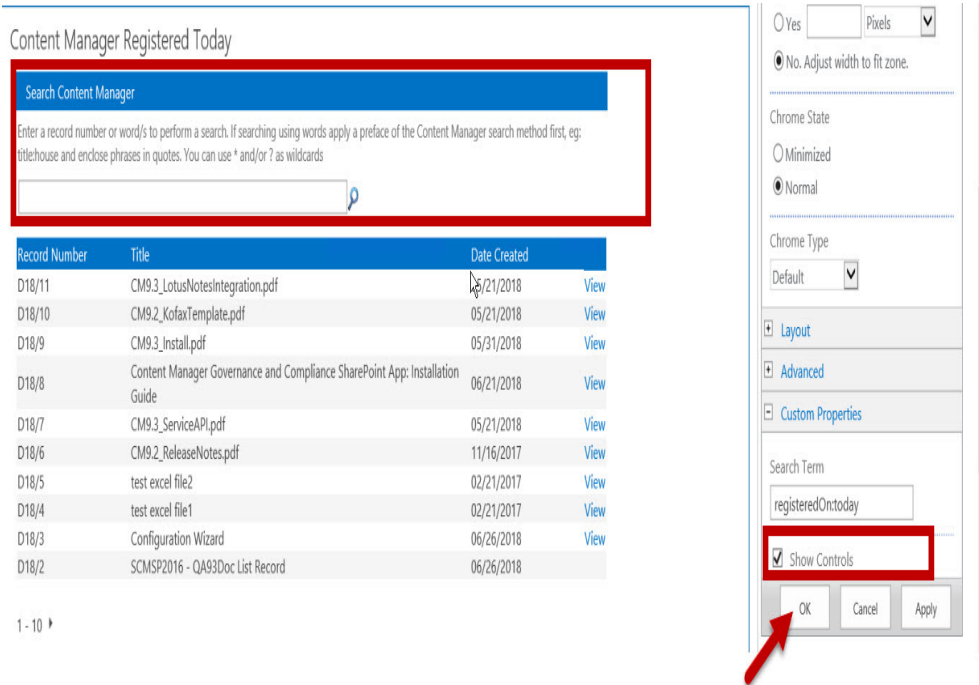 Content Manager Registered Today
Search Content Manager
Enter a record number or word/s to perform a search. If searching using words apply a preface of the Content Manager search method first, eg:
title:house and enclose phrases in quotes. You can use * and/or ? as wildcards
Record Number Title Date Created
D18/11 CM9.3_LotusNotesIntegration.pdf /21/2018 View
D18/10 CM9.2_KofaxTemplate.pdf 05/21/2018 View
D18/9 CM9.3_Install.pdf 05/31/2018 View
D18/8 Content Manager Governance and Compliance SharePoint App: Installation
Guide 06/21/2018 View
D18/7 CM9.3_ServiceAPI.pdf 05/21/2018 View
D18/6 CM9.2_ReleaseNotes.pdf 11/16/2017 View
D18/5 test excel file2 02/21/2017 View
D18/4 test excel file1 02/21/2017 View
D18/3 Configuration Wizard 06/26/2018 View
D18/2 SCMSP2016 - QA93Doc List Record 06/26/2018
1 - 10
Yes Pixels
No. Adjust width to fit zone.
Chrome State
Minimized
Normal
Chrome Type
Default
Layout
Advanced
Custom Properties
Search Term
registeredOn:today
Show Controls
OK Cancel Apply